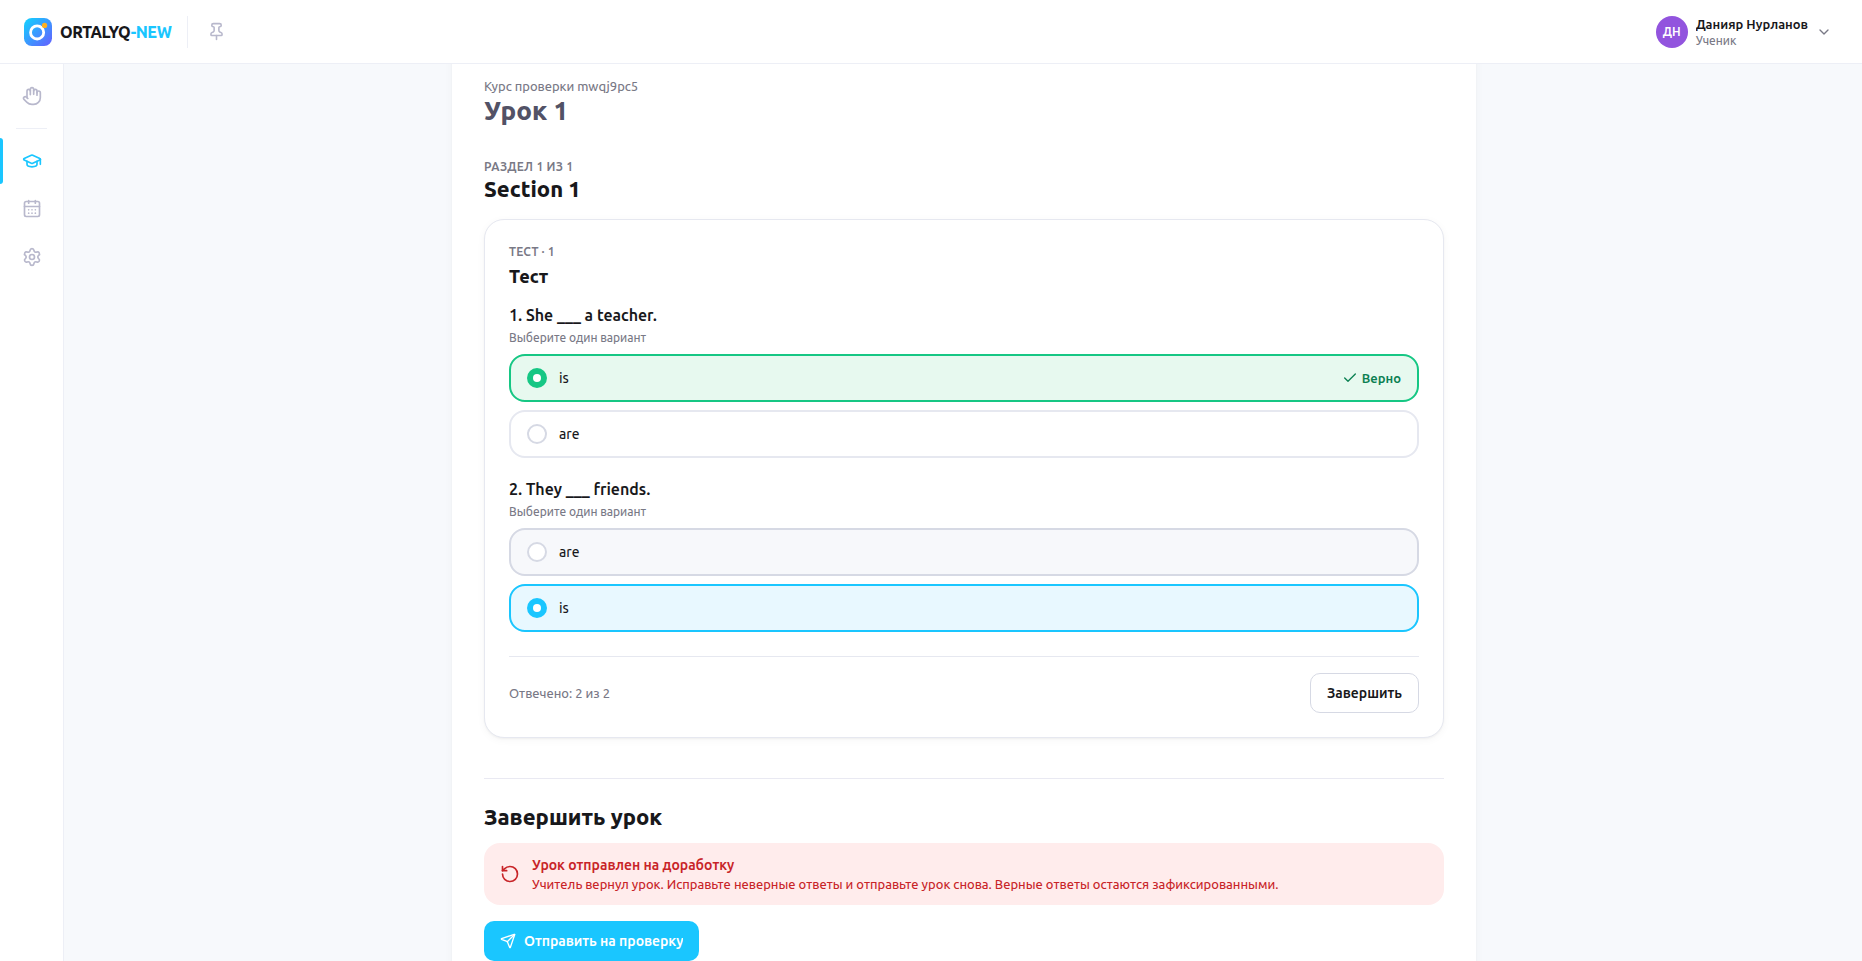 ORTALYQ-NEW
ДН
Данияр Нурланов
Ученик
Курс проверки mwqj9pc5
Урок 1
РАЗДЕЛ 1 ИЗ 1
Section 1
ТЕСТ · 1
Тест
1. She ___ a teacher.
Выберите один вариант
is
Верно
are
2. They ___ friends.
Выберите один вариант
are
is
Отвечено: 2 из 2
Завершить
Завершить урок
Урок отправлен на доработку
Учитель вернул урок. Исправьте неверные ответы и отправьте урок снова. Верные ответы остаются зафиксированными.
Отправить на проверку